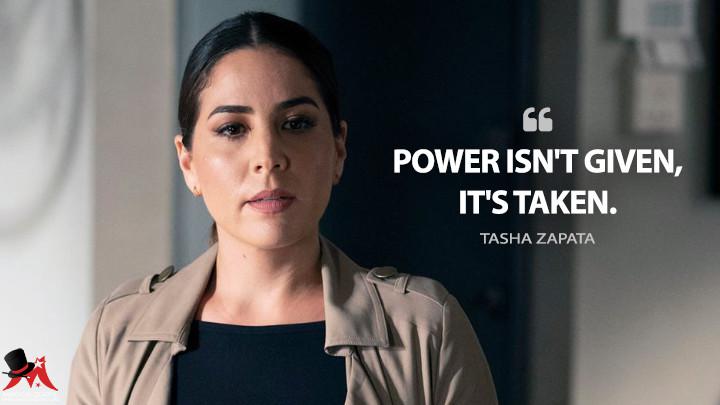 POWER ISN'T GIVEN,
IT'S TAKEN.
TASHA ZAPATA